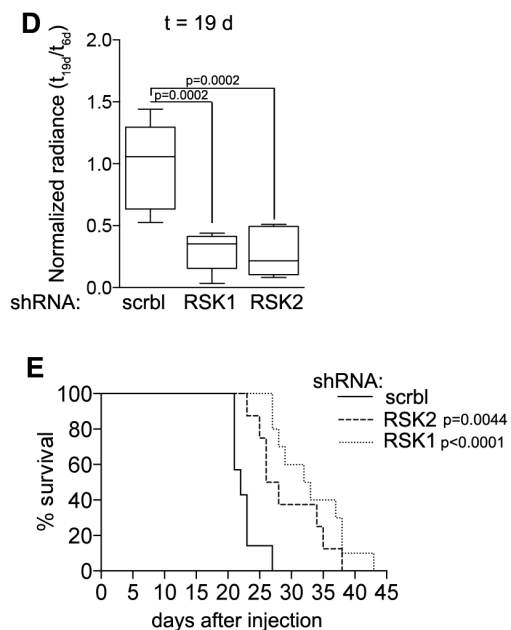 D
t = 19 d
Normalized radiance (t19d/t6d)
2.0
1.5
1.0
0.5
0.0
p=0.0002
p=0.0002
shRNA: scrbl RSK1 RSK2
E
shRNA:
scrbl
RSK2 p=0.0044
RSK1 p<0.0001
% survival
100
80
60
40
20
0
0 5 10 15 20 25 30 35 40 45
days after injection